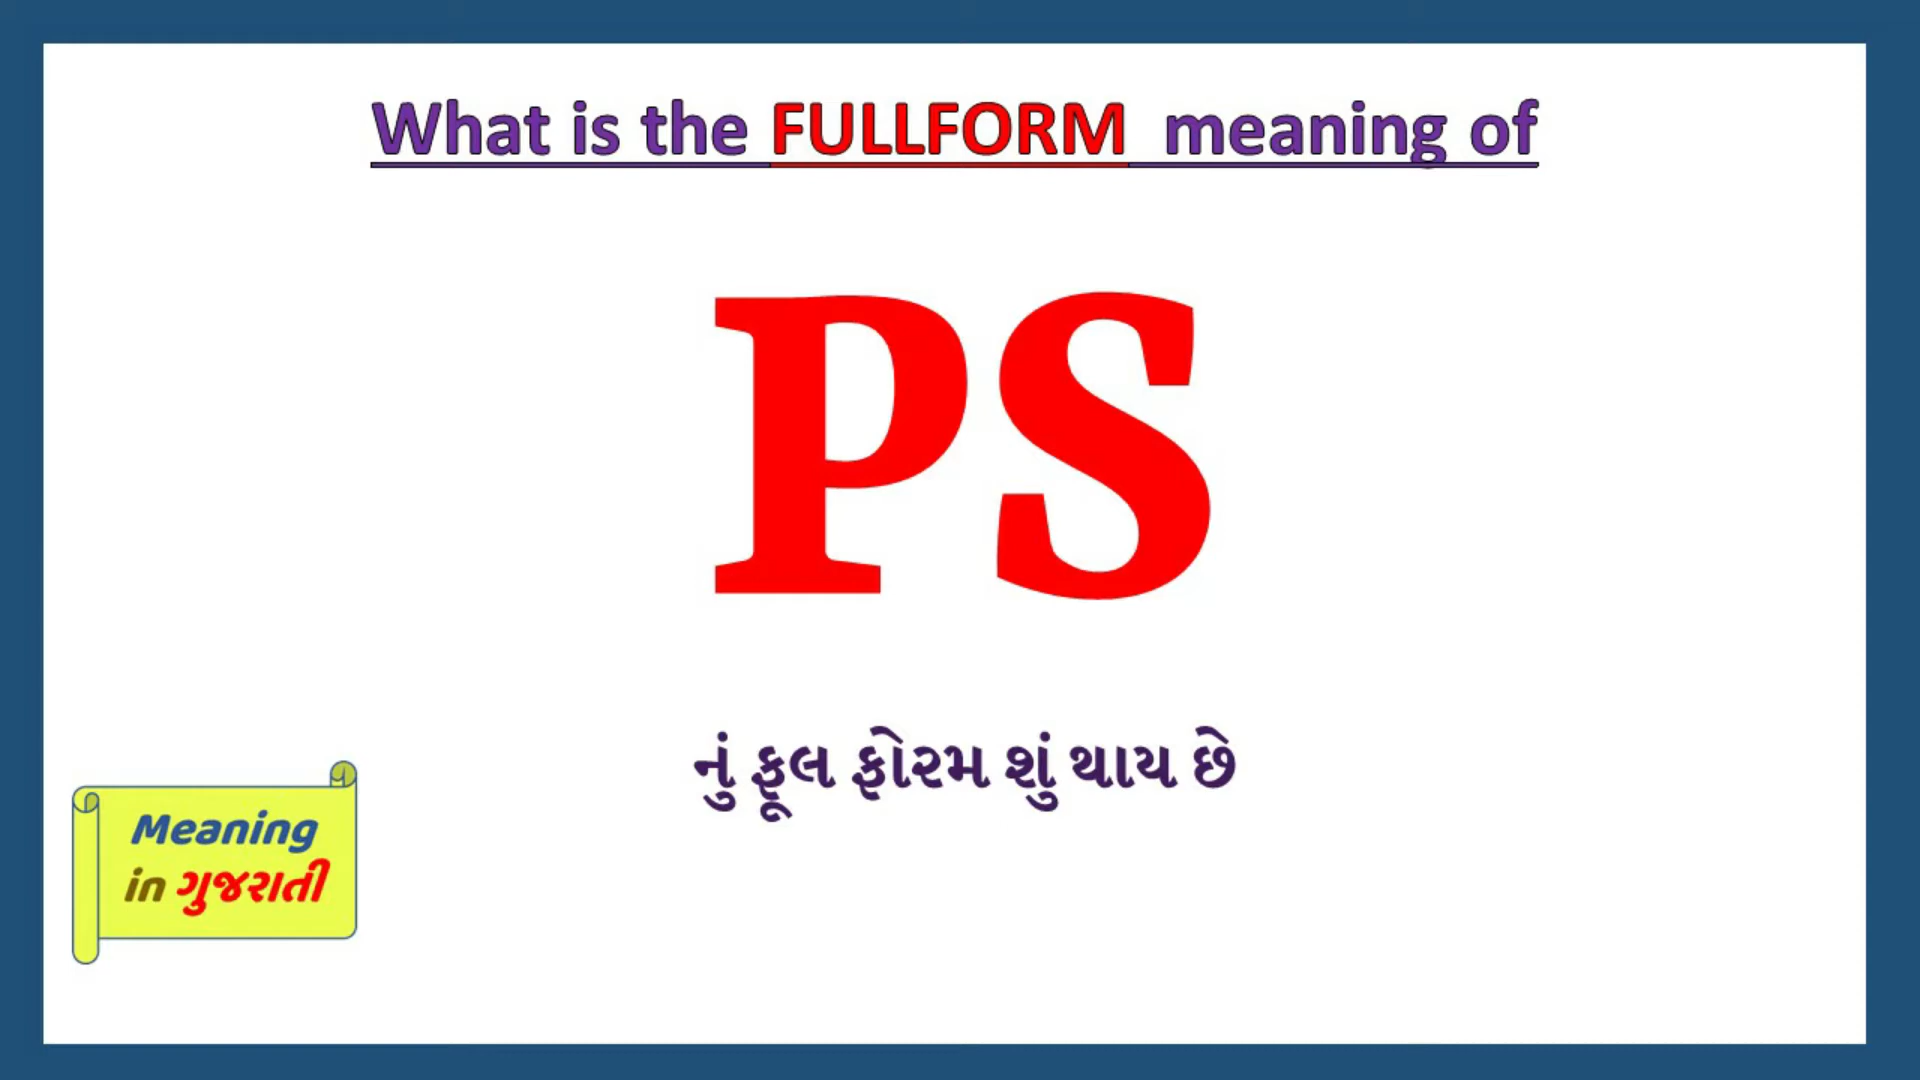 What is the FULLFORM meaning of
PS
નું ફૂલ ફોરમ શું થાય છે
Meaning
in ગુજરાતી